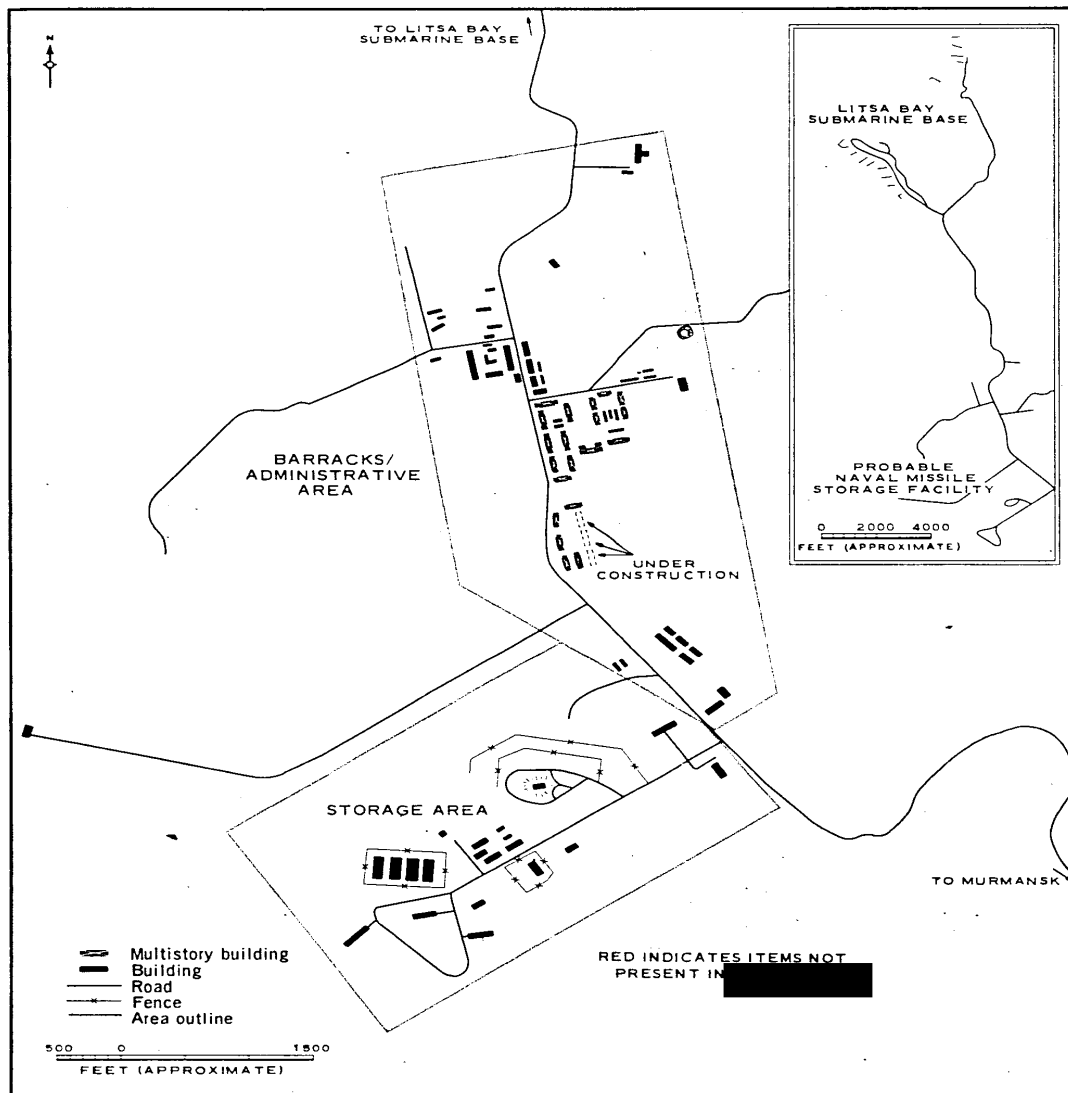 N
TO LITSA BAY
SUBMARINE BASE
LITSA BAY
SUBMARINE BASE
PROBABLE
NAVAL MISSILE
STORAGE FACILITY
0 2000 4000
FEET (APPROXIMATE)
BARRACKS/
ADMINISTRATIVE
AREA
UNDER
CONSTRUCTION
STORAGE AREA
TO MURMANSK
RED INDICATES ITEMS NOT
PRESENT IN
Multistory building
Building
Road
Fence
Area outline
500 0 1500
FEET (APPROXIMATE)